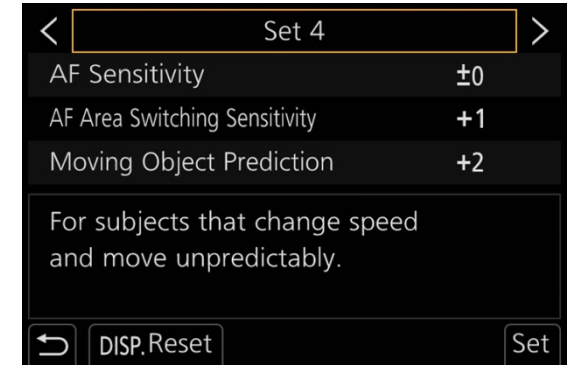 Set 4
AF Sensitivity ±0
AF Area Switching Sensitivity +1
Moving Object Prediction +2
For subjects that change speed
and move unpredictably.
DISP. Reset Set